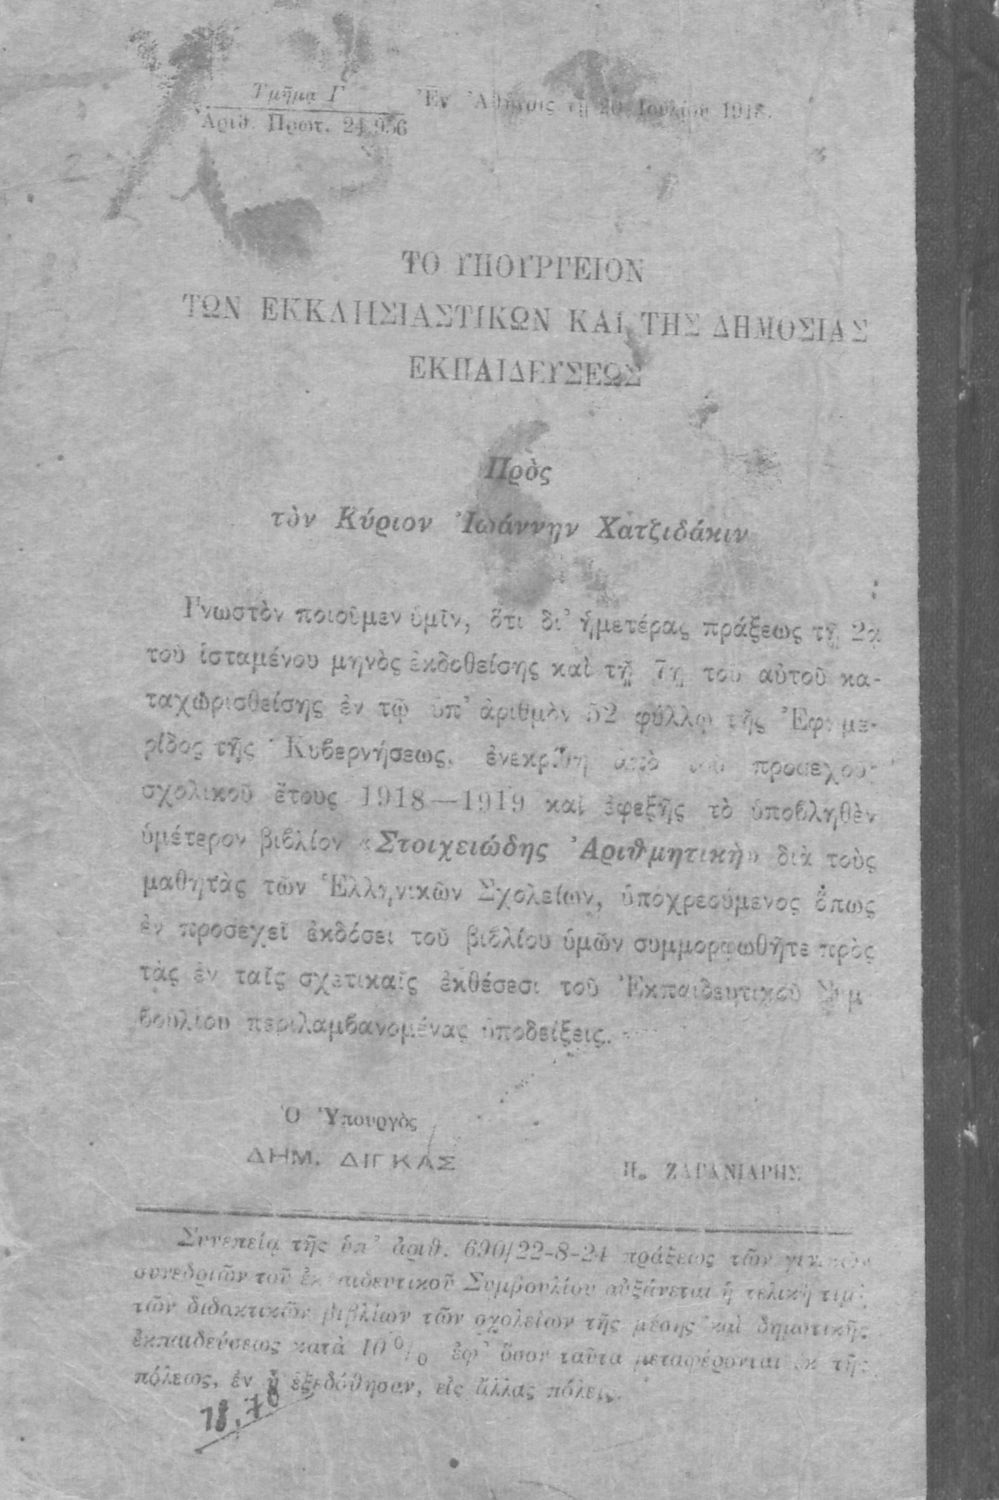 Τμῆμα Γ
Ἀριθ. Πρωτ. 24,956
Ἐν Ἀθήναις τῇ 20 Ἰουλίου 1918.
ΤΟ ΥΠΟΥΡΓΕΙΟΝ
ΤΩΝ ΕΚΚΛΗΣΙΑΣΤΙΚΩΝ ΚΑΙ ΤΗΣ ΔΗΜΟΣΙΑΣ
ΕΚΠΑΙΔΕΥΣΕΩΣ
Πρὸς
τὸν Κύριον Ἰωάννην Χατζιδάκιν
Γνωστὸν ποιοῦμεν ὑμῖν, ὅτι δι᾽ ἡμετέρας πράξεως τῇ 2ᾳ
τοῦ ἱσταμένου μηνὸς ἐκδοθείσης καὶ τῇ 7ῃ τοῦ αὐτοῦ κα-
ταχωρισθείσης ἐν τῷ ὑπ᾽ ἀριθμὸν 52 φύλλῳ τῆς Ἐφημε-
ρίδος τῆς Κυβερνήσεως, ἐνεκρίθη ἀπὸ τοῦ προσεχοῦς
σχολικοῦ ἔτους 1918—1919 καὶ ἐφεξῆς τὸ ὑποβληθὲν
ὑμέτερον βιβλίον «Στοιχειώδης Ἀριθμητικὴ» διὰ τοὺς
μαθητὰς τῶν Ἑλληνικῶν Σχολείων, ὑποχρεούμενος ὅπως
ἐν προσεχεῖ ἐκδόσει τοῦ βιβλίου ὑμῶν συμμορφωθῆτε πρὸς
τὰς ἐν ταῖς σχετικαῖς ἐκθέσεσι τοῦ Ἐκπαιδευτικοῦ Συμ-
βουλίου περιλαμβανομένας ὑποδείξεις.
Ὁ Ὑπουργὸς
ΔΗΜ. ΔΙΓΚΑΣ
Π. ΖΑΓΑΝΙΑΡΗΣ
Συνεπείᾳ τῆς ὑπ᾽ ἀριθ. 690/22-8-24 πράξεως τῶν γενικῶν
συνεδριῶν τοῦ ἐκπαιδευτικοῦ Συμβουλίου αὐξάνεται ἡ τελικὴ τιμὴ
τῶν διδακτικῶν βιβλίων τῶν σχολείων τῆς μέσης καὶ δημοτικῆς
ἐκπαιδεύσεως κατὰ 10 % ἐφ᾽ ὅσον ταῦτα μεταφέρονται ἐκ τῆς
πόλεως, ἐν ᾗ ἐξεδόθησαν, εἰς ἄλλας πόλεις.
18,70